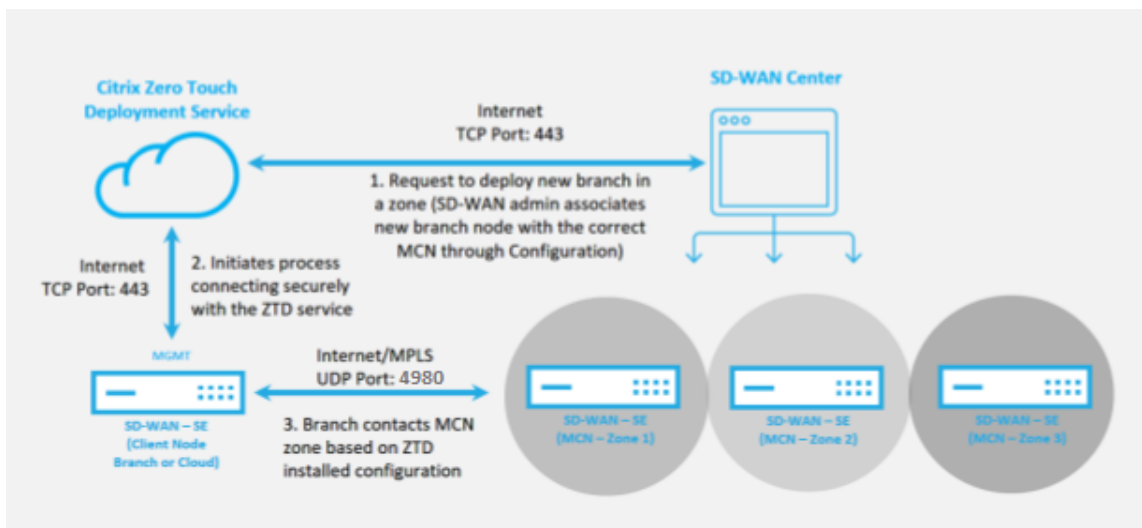 Citrix Zero Touch
Deployment Service
SD-WAN Center
Internet
TCP Port: 443
1. Request to deploy new branch in
a zone (SD-WAN admin associates
new branch node with the correct
MCN through Configuration)
Internet
TCP Port: 443
2. Initiates process
connecting securely
with the ZTD service
MGMT
SD-WAN – SE
(Client Node
Branch or Cloud)
Internet/MPLS
UDP Port: 4980
3. Branch contacts MCN
zone based on ZTD
installed configuration
SD-WAN – SE
(MCN – Zone 1)
SD-WAN – SE
(MCN – Zone 2)
SD-WAN – SE
(MCN – Zone 3)